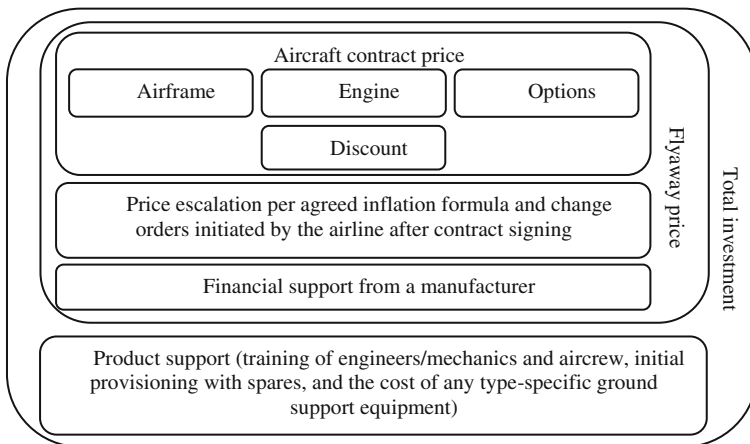 Aircraft contract price
Airframe
Engine
Options
Discount
Price escalation per agreed inflation formula and change
orders initiated by the airline after contract signing
Financial support from a manufacturer
Flyaway price
Product support (training of engineers/mechanics and aircrew, initial
provisioning with spares, and the cost of any type-specific ground
support equipment)
Total investment